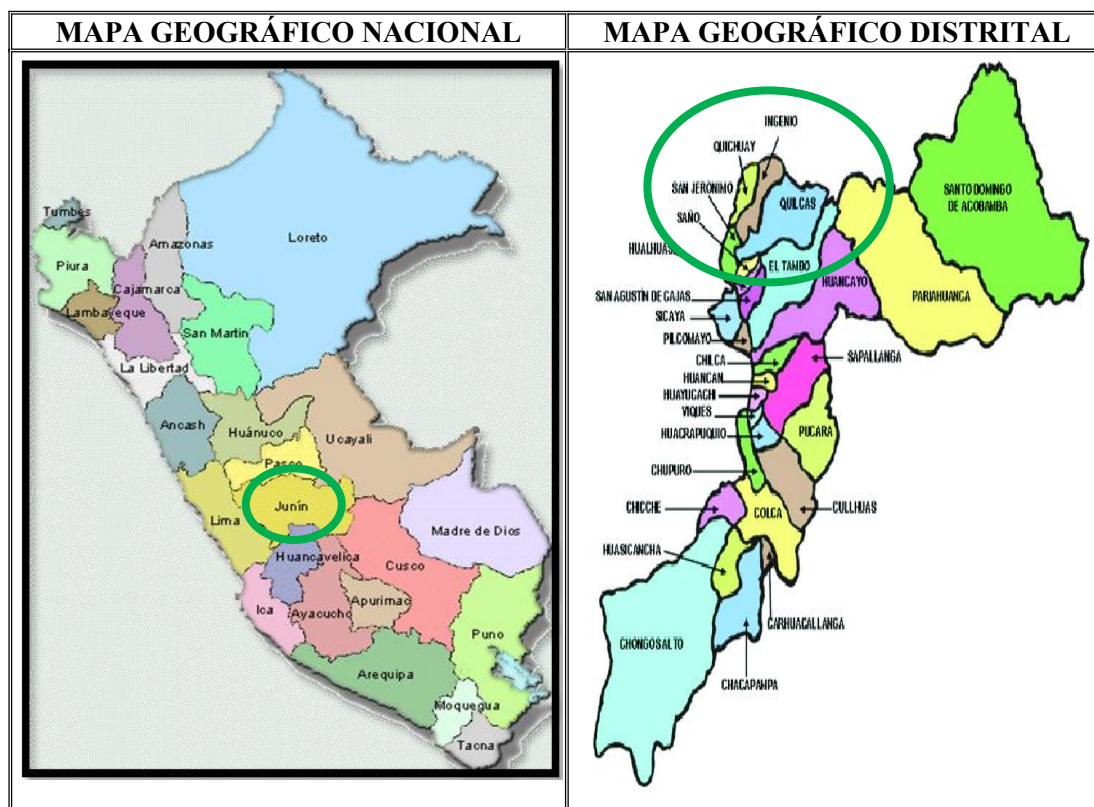 MAPA GEOGRÁFICO NACIONAL
MAPA GEOGRÁFICO DISTRITAL
Tumbes
Piura
Lambayeque
Amazonas
Cajamarca
Loreto
San Martin
La Libertad
Ancash
Huánuco
Ucayali
Pasco
Lima
Junín
Huancavelica
Madre de Dios
Cusco
Ica
Ayacucho
Apurimac
Puno
Arequipa
Moquegua
Tacna
INGENIO
QUICHUAY
SAN JERONIMO
QUILCAS
SAÑO
HUALHUAS
EL TAMBO
SANTO DOMINGO
DE ACOBAMBA
HUANCAYO
PARIAHUANCA
SAN AGUSTÍN DE CAJAS
SICAYA
PILCOMAYO
CHILCA
SAPALLANGA
HUANCAN
HUAYUCACHI
VIQUES
HUACRAPUQUIO
PUCARA
CHUPURO
CHICCHE
COLCA
CULLHUAS
HUASICANCHA
CARHUACALLANGA
CHONGOSALTO
CHACAPAMPA